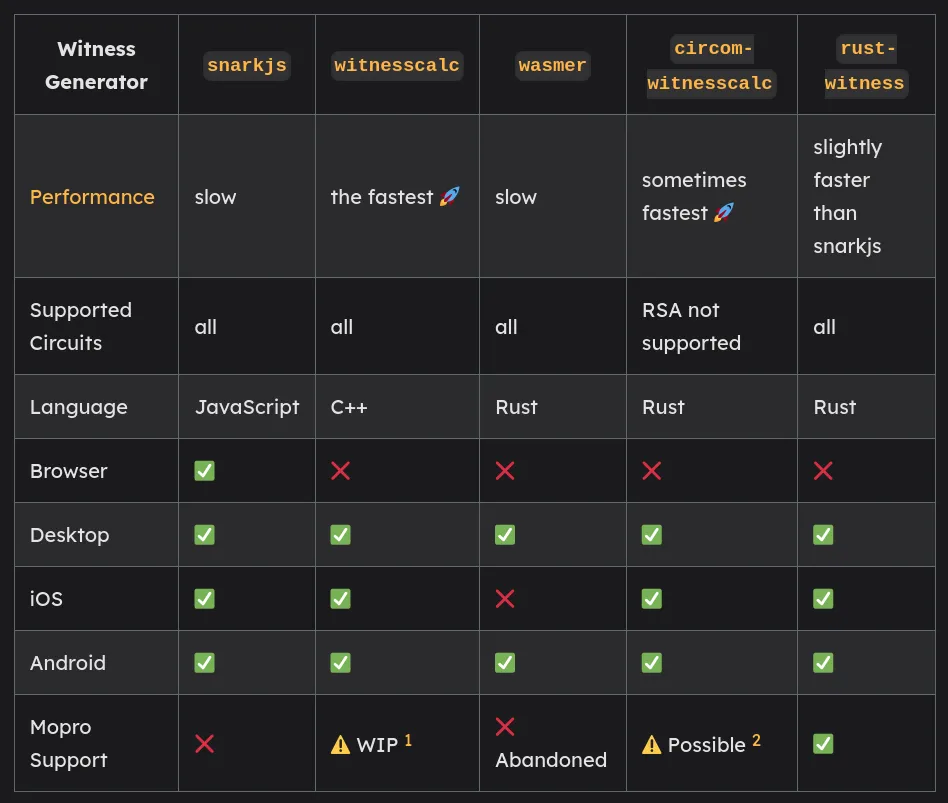 Witness
Generator
snarkjs
witnesscalc
wasmer
circom-
witnesscalc
rust-
witness
Performance
slow
the fastest 🚀
slow
sometimes
fastest 🚀
slightly
faster
than
snarkjs
Supported
Circuits
all
all
all
RSA not
supported
all
Language
JavaScript
C++
Rust
Rust
Rust
Browser
✅
❌
❌
❌
❌
Desktop
✅
✅
✅
✅
✅
iOS
✅
✅
❌
✅
✅
Android
✅
✅
✅
✅
✅
Mopro
Support
❌
⚠️ WIP 1
❌
Abandoned
⚠️ Possible 2
✅